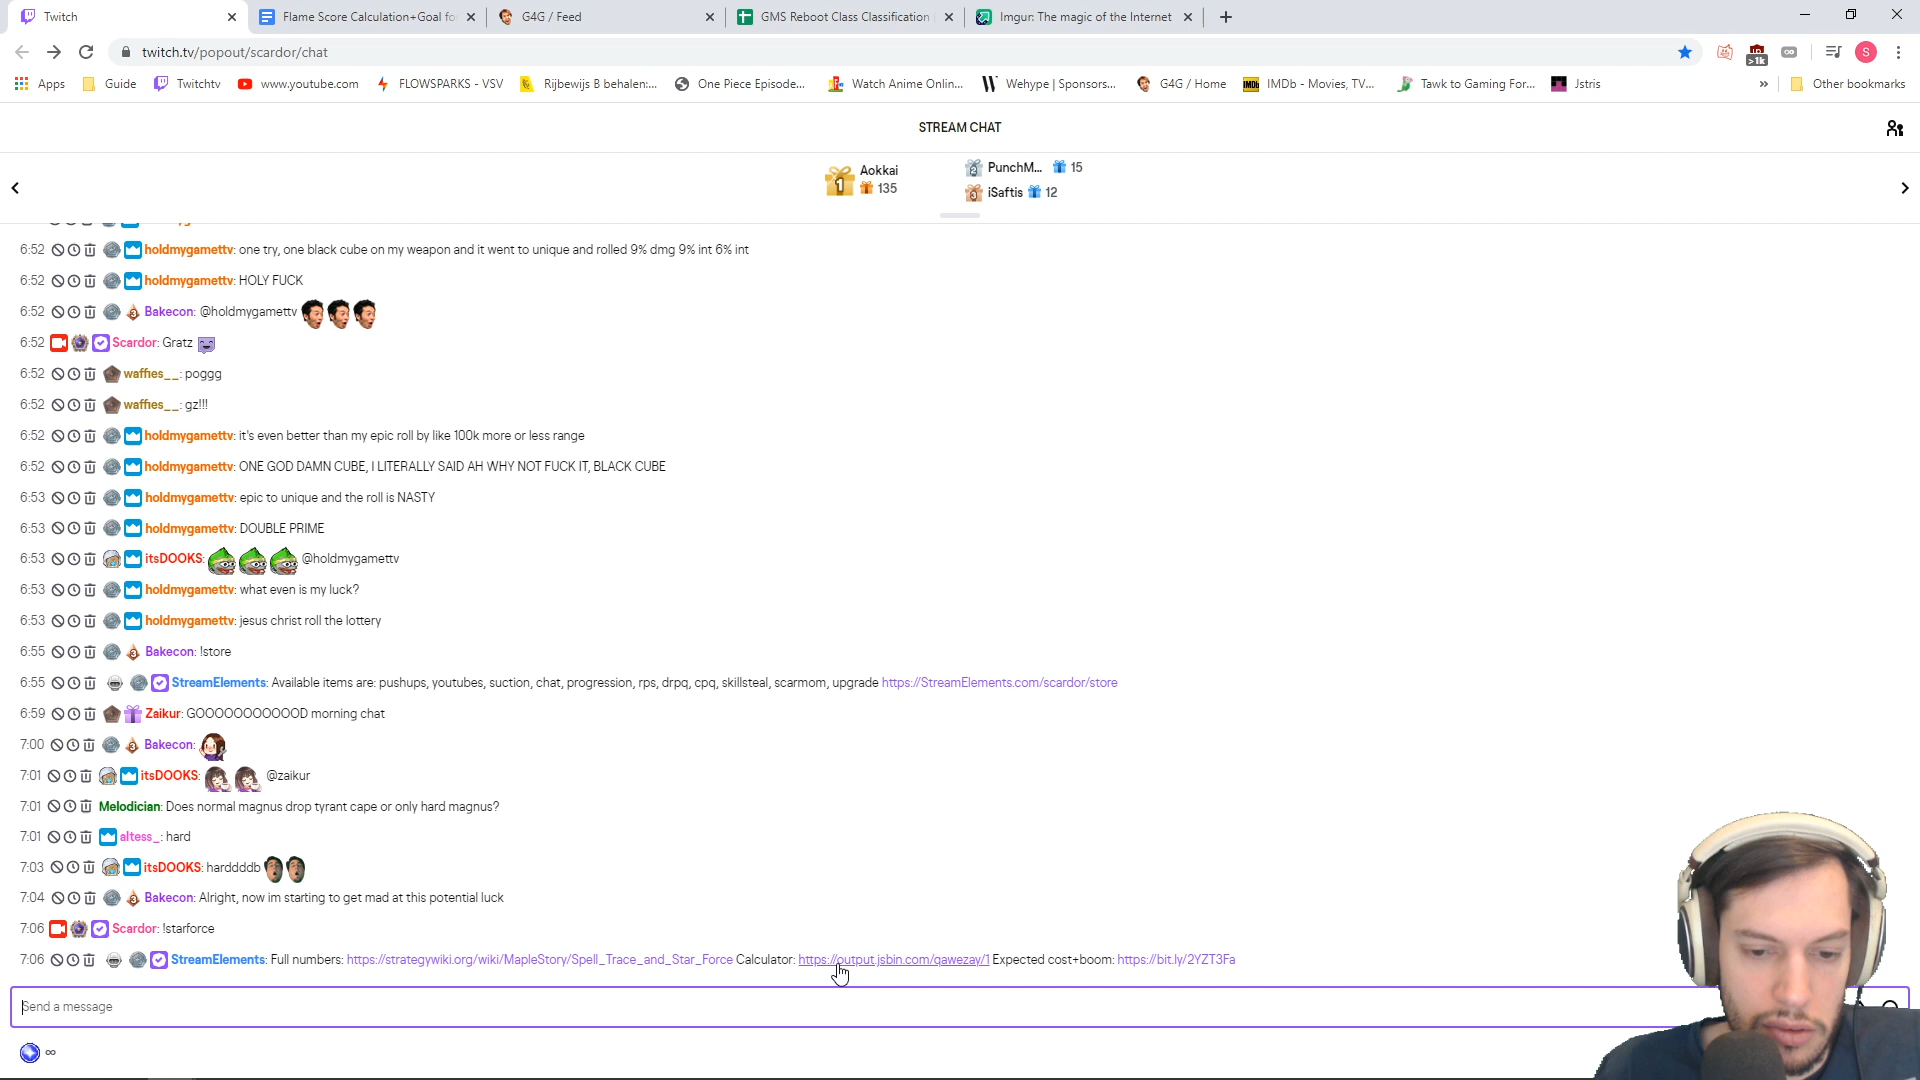 Twitch
Flame Score Calculation+Goal fo
G4G / Feed
GMS Reboot Class Classification
Imgur: The magic of the Internet
twitch.tv/popout/scardor/chat
>1k
S
Apps
Guide
Twitchtv
www.youtube.com
FLOWSPARKS - VSV
Rijbewijs B behalen:...
One Piece Episode...
Watch Anime Onlin...
Wehype | Sponsors...
G4G / Home
IMDb - Movies, TV...
Tawk to Gaming For...
Jstris
»
Other bookmarks
STREAM CHAT
1 Aokkai
135
2 PunchM... 15
3 iSaftis 12
6:52 holdmygamettv: one try, one black cube on my weapon and it went to unique and rolled 9% dmg 9% int 6% int
6:52 holdmygamettv: HOLY FUCK
6:52 Bakecon: @holdmygamettv
6:52 Scardor: Gratz
6:52 waffies__: poggg
6:52 waffies__: gz!!!
6:52 holdmygamettv: it's even better than my epic roll by like 100k more or less range
6:52 holdmygamettv: ONE GOD DAMN CUBE, I LITERALLY SAID AH WHY NOT FUCK IT, BLACK CUBE
6:53 holdmygamettv: epic to unique and the roll is NASTY
6:53 holdmygamettv: DOUBLE PRIME
6:53 itsDOOKS: @holdmygamettv
6:53 holdmygamettv: what even is my luck?
6:53 holdmygamettv: jesus christ roll the lottery
6:55 Bakecon: !store
6:55 StreamElements: Available items are: pushups, youtubes, suction, chat, progression, rps, drpq, cpq, skillsteal, scarmom, upgrade https://StreamElements.com/scardor/store
6:59 Zaikur: GOOOOOOOOOOOD morning chat
7:00 Bakecon:
7:01 itsDOOKS: @zaikur
7:01 Melodician: Does normal magnus drop tyrant cape or only hard magnus?
7:01 altess_: hard
7:03 itsDOOKS: harddddb
7:04 Bakecon: Alright, now im starting to get mad at this potential luck
7:06 Scardor: !starforce
7:06 StreamElements: Full numbers: https://strategywiki.org/wiki/MapleStory/Spell_Trace_and_Star_Force Calculator: https://output.jsbin.com/qawezay/1 Expected cost+boom: https://bit.ly/2YZT3Fa
Send a message
∞